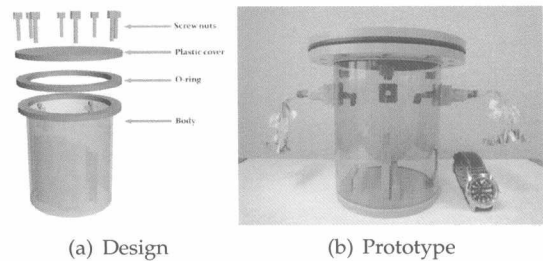 Screw nuts
Plastic cover
O-ring
Body
(a) Design
(b) Prototype